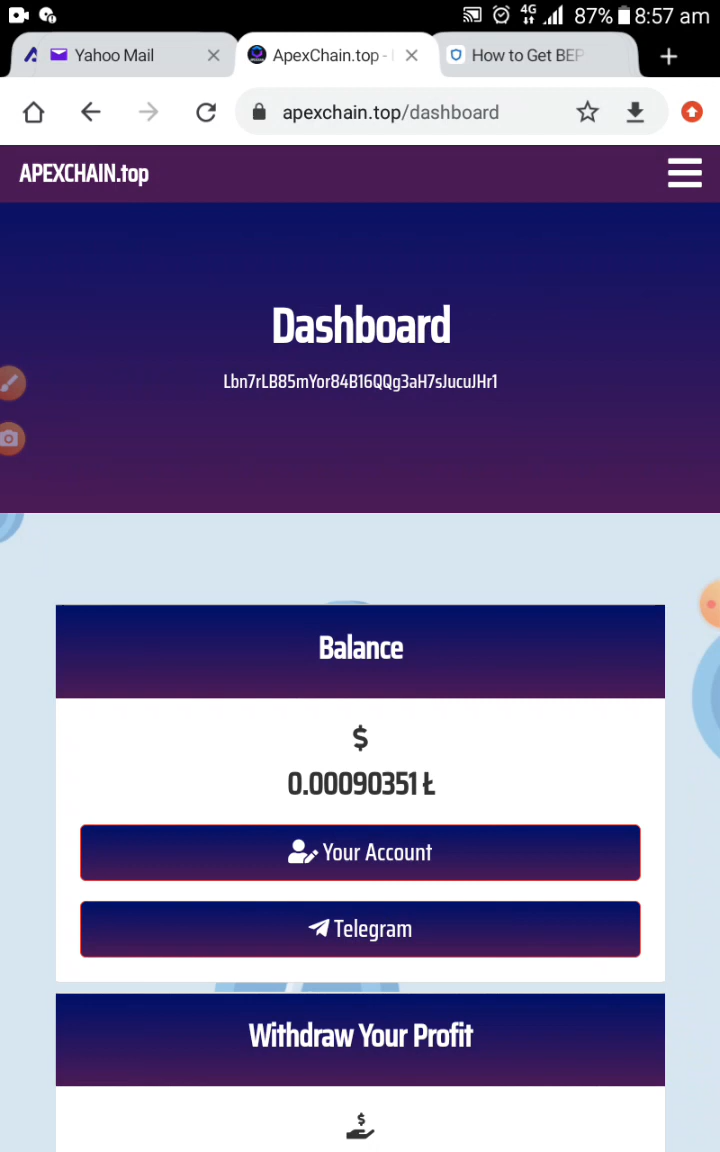 4G 87% 8:57 am
Yahoo Mail
ApexChain.top -
How to Get BEP
apexchain.top/dashboard
APEXCHAIN.top
Dashboard
Lbn7rLB85mYor84B16QQg3aH7sJucuJHr1
Balance
$
0.00090351 Ł
Your Account
Telegram
Withdraw Your Profit
$